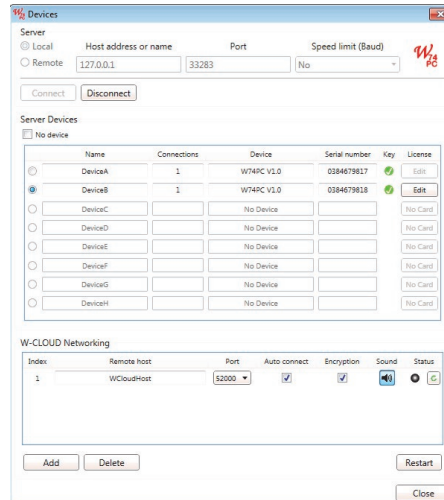 W74 PC Devices
Server
Local Host address or name Port Speed limit (Baud)
Remote 127.0.0.1 33283 No
W74 PC
Connect Disconnect
Server Devices
No device
Name Connections Device Serial number Key License
DeviceA 1 W74PC V1.0 0384679817 Edit
DeviceB 1 W74PC V1.0 0384679818 Edit
DeviceC No Device No Card
DeviceD No Device No Card
DeviceE No Device No Card
DeviceF No Device No Card
DeviceG No Device No Card
DeviceH No Device No Card
W-CLOUD Networking
Index Remote host Port Auto connect Encryption Sound Status
1 WCloudHost 52000
Add Delete Restart
Close